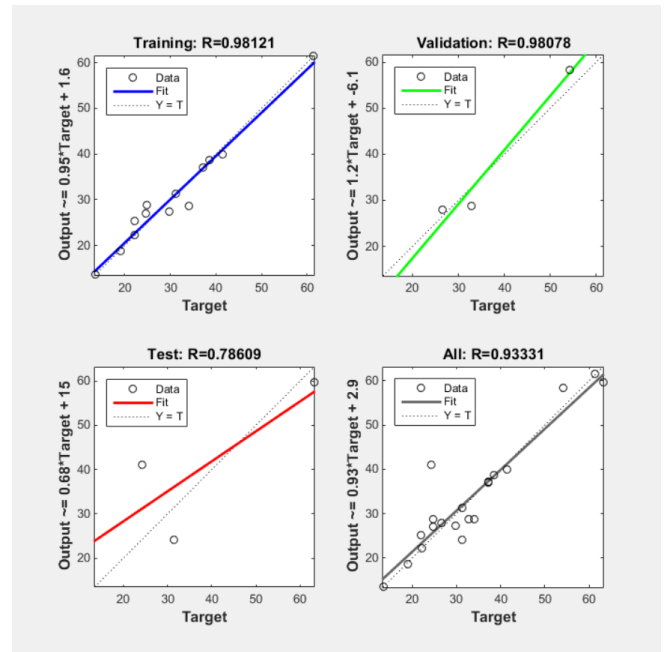 Training: R=0.98121
Output ~= 0.95*Target + 1.6
60
50
40
30
20
Data
Fit
Y = T
20 30 40 50 60
Target
Validation: R=0.98078
Output ~= 1.2*Target + -6.1
60
50
40
30
20
Data
Fit
Y = T
20 30 40 50 60
Target
Test: R=0.78609
Output ~= 0.68*Target + 15
60
50
40
30
20
Data
Fit
Y = T
20 30 40 50 60
Target
All: R=0.93331
Output ~= 0.93*Target + 2.9
60
50
40
30
20
Data
Fit
Y = T
20 30 40 50 60
Target